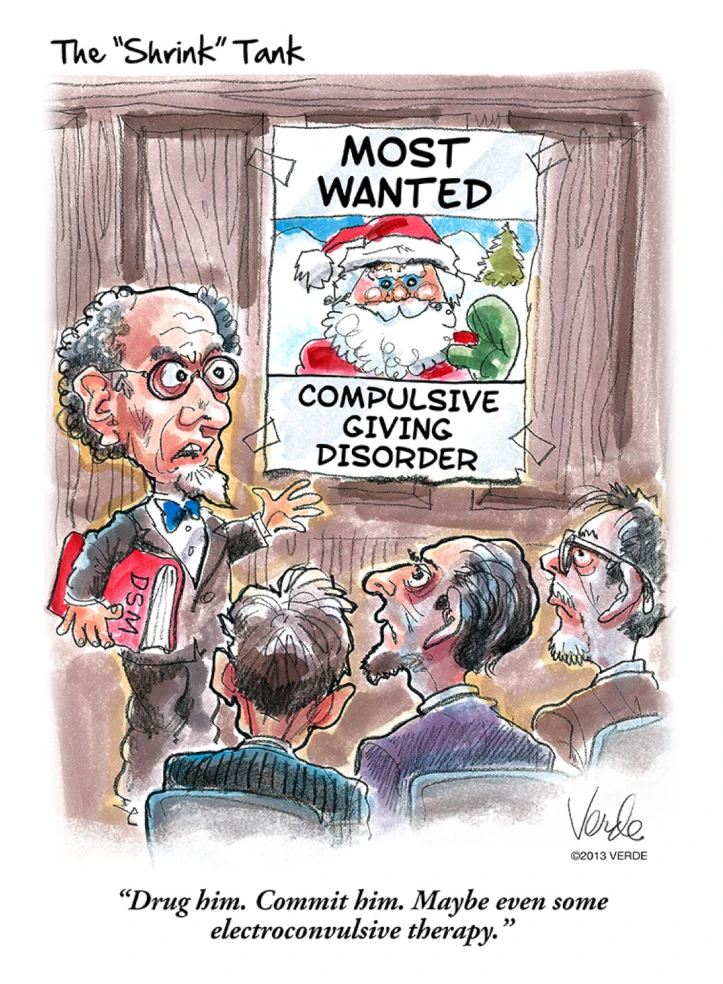 The “Shrink” Tank
MOST
WANTED
COMPULSIVE
GIVING
DISORDER
DSM
Verde
©2013 VERDE
“Drug him. Commit him. Maybe even some
electroconvulsive therapy.”